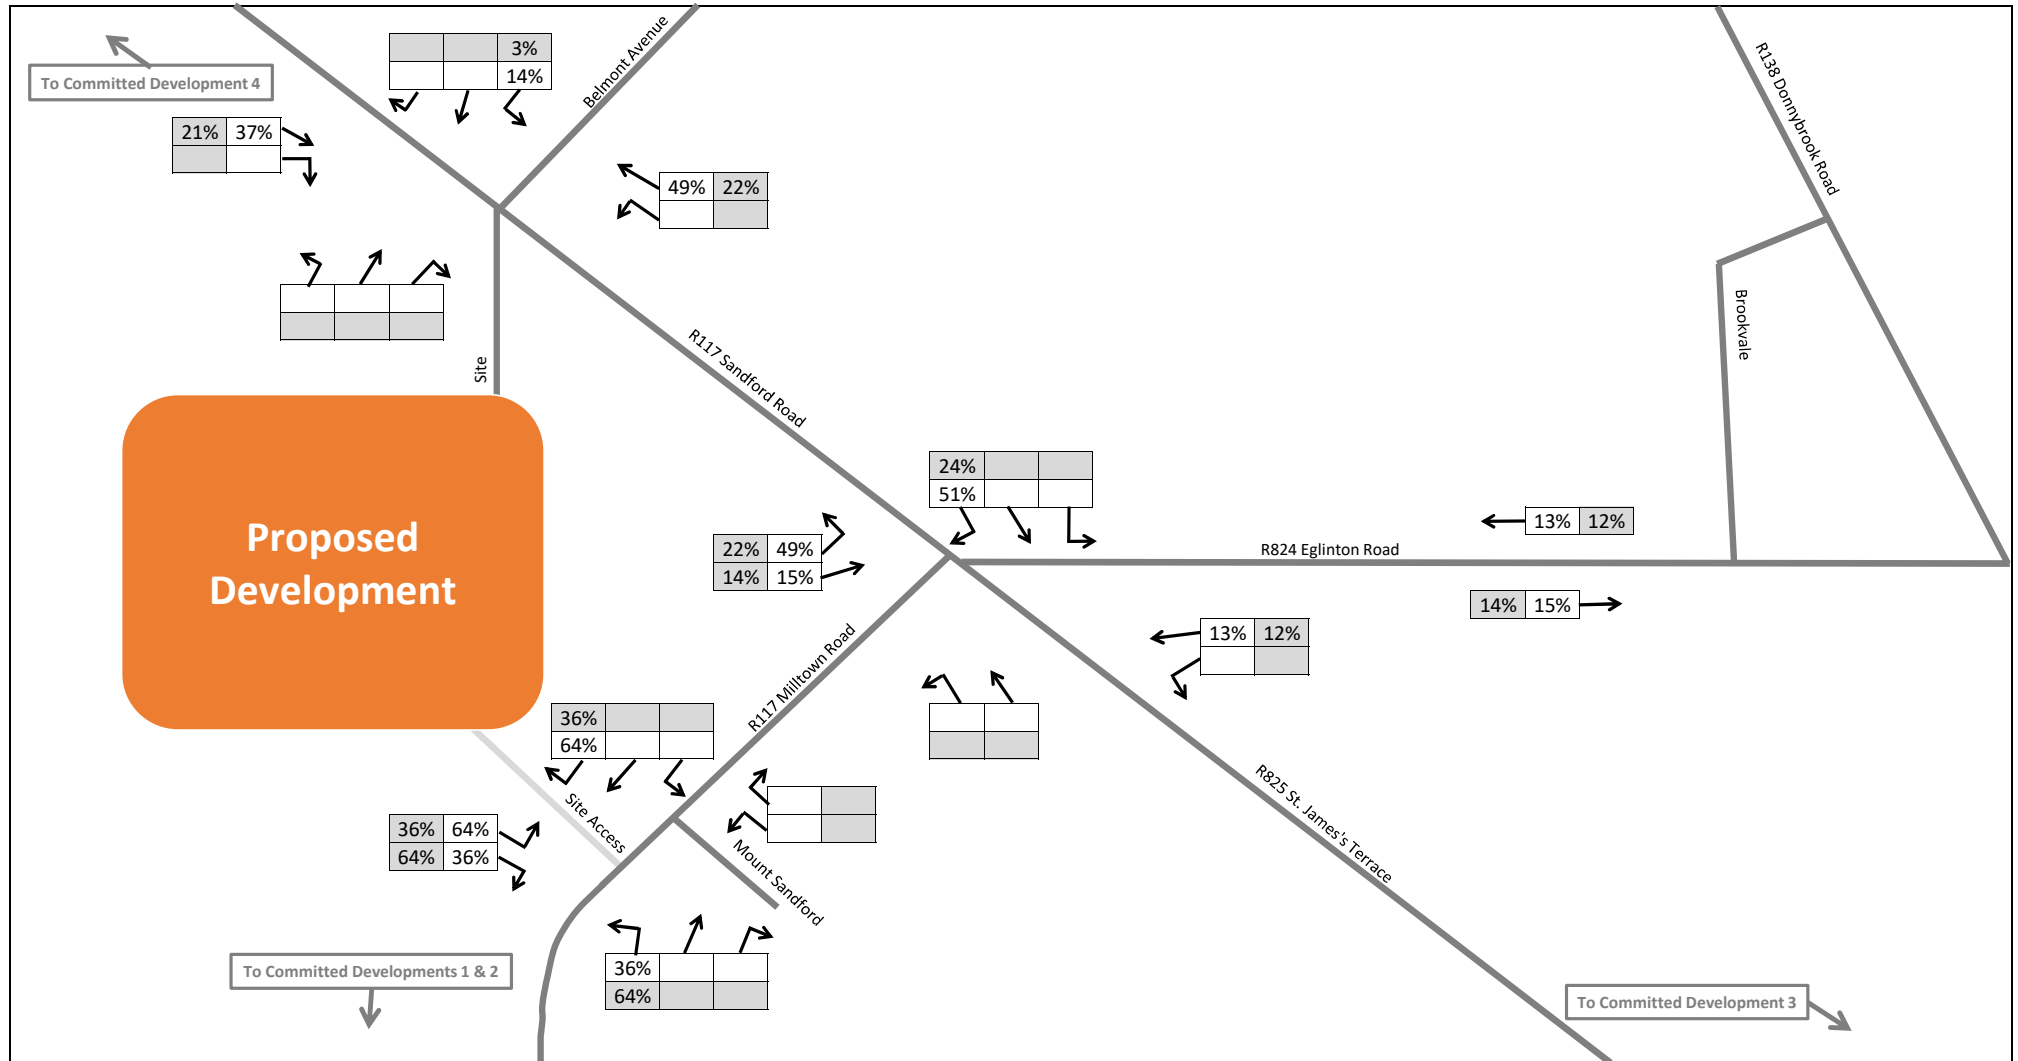 3%
14%
Belmont Avenue
To Committed Development 4
R138 Donnybrook Road
21% 37%
49% 22%
Brookvale
R117 Sandford Road
Site
24%
51%
Proposed
Development
22% 49%
14% 15%
13% 12%
R824 Eglinton Road
14% 15%
13% 12%
R117 Milltown Road
36%
64%
R825 St. James's Terrace
Site Access
36% 64%
64% 36%
Mount Sandford
36%
64%
To Committed Developments 1 & 2
To Committed Development 3